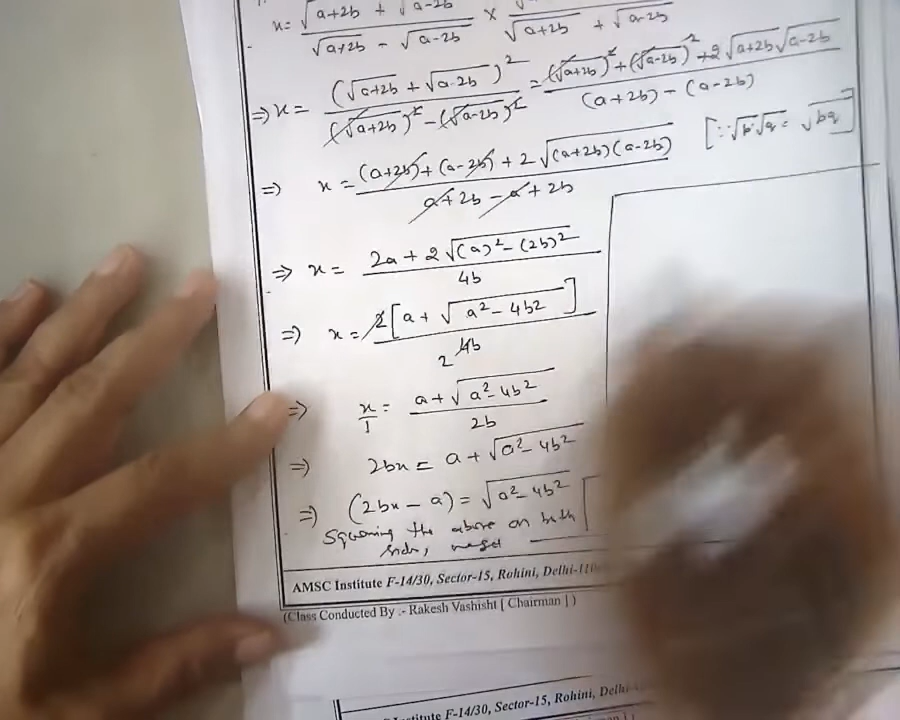 x = √(a+2b) + √(a-2b) / √(a+2b) - √(a-2b) × / √(a+2b) + √(a-2b)
⇒ x = (√(a+2b) + √(a-2b))² / (√(a+2b))² - (√(a-2b))² = (√(a+2b))² + (√(a-2b))² + 2√(a+2b)√(a-2b) / (a+2b) - (a-2b)
⇒ x = (a+2b) + (a-2b) + 2√((a+2b)(a-2b)) / a+2b-a+2b [∵ √b√q = √bq]
⇒ x = 2a + 2√((a)²-(2b)²) / 4b
⇒ x = 2[a + √(a²-4b²)] / 4b 2
⇒ x/1 = a+√(a²-4b²) / 2b
⇒ 2bx = a + √(a²-4b²)
⇒ (2bx - a) = √(a²-4b²) [
Squaring the above on both
side, weget
AMSC Institute F-14/30, Sector-15, Rohini, Delhi-110
(Class Conducted By :- Rakesh Vashisht [ Chairman ] )
Institute F-14/30, Sector-15, Rohini, Delhi